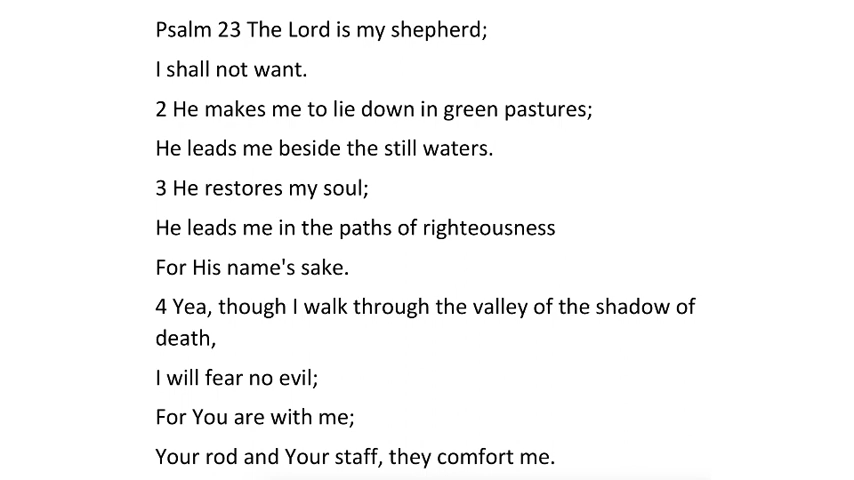 Psalm 23 The Lord is my shepherd;
I shall not want.
2 He makes me to lie down in green pastures;
He leads me beside the still waters.
3 He restores my soul;
He leads me in the paths of righteousness
For His name's sake.
4 Yea, though I walk through the valley of the shadow of
death,
I will fear no evil;
For You are with me;
Your rod and Your staff, they comfort me.